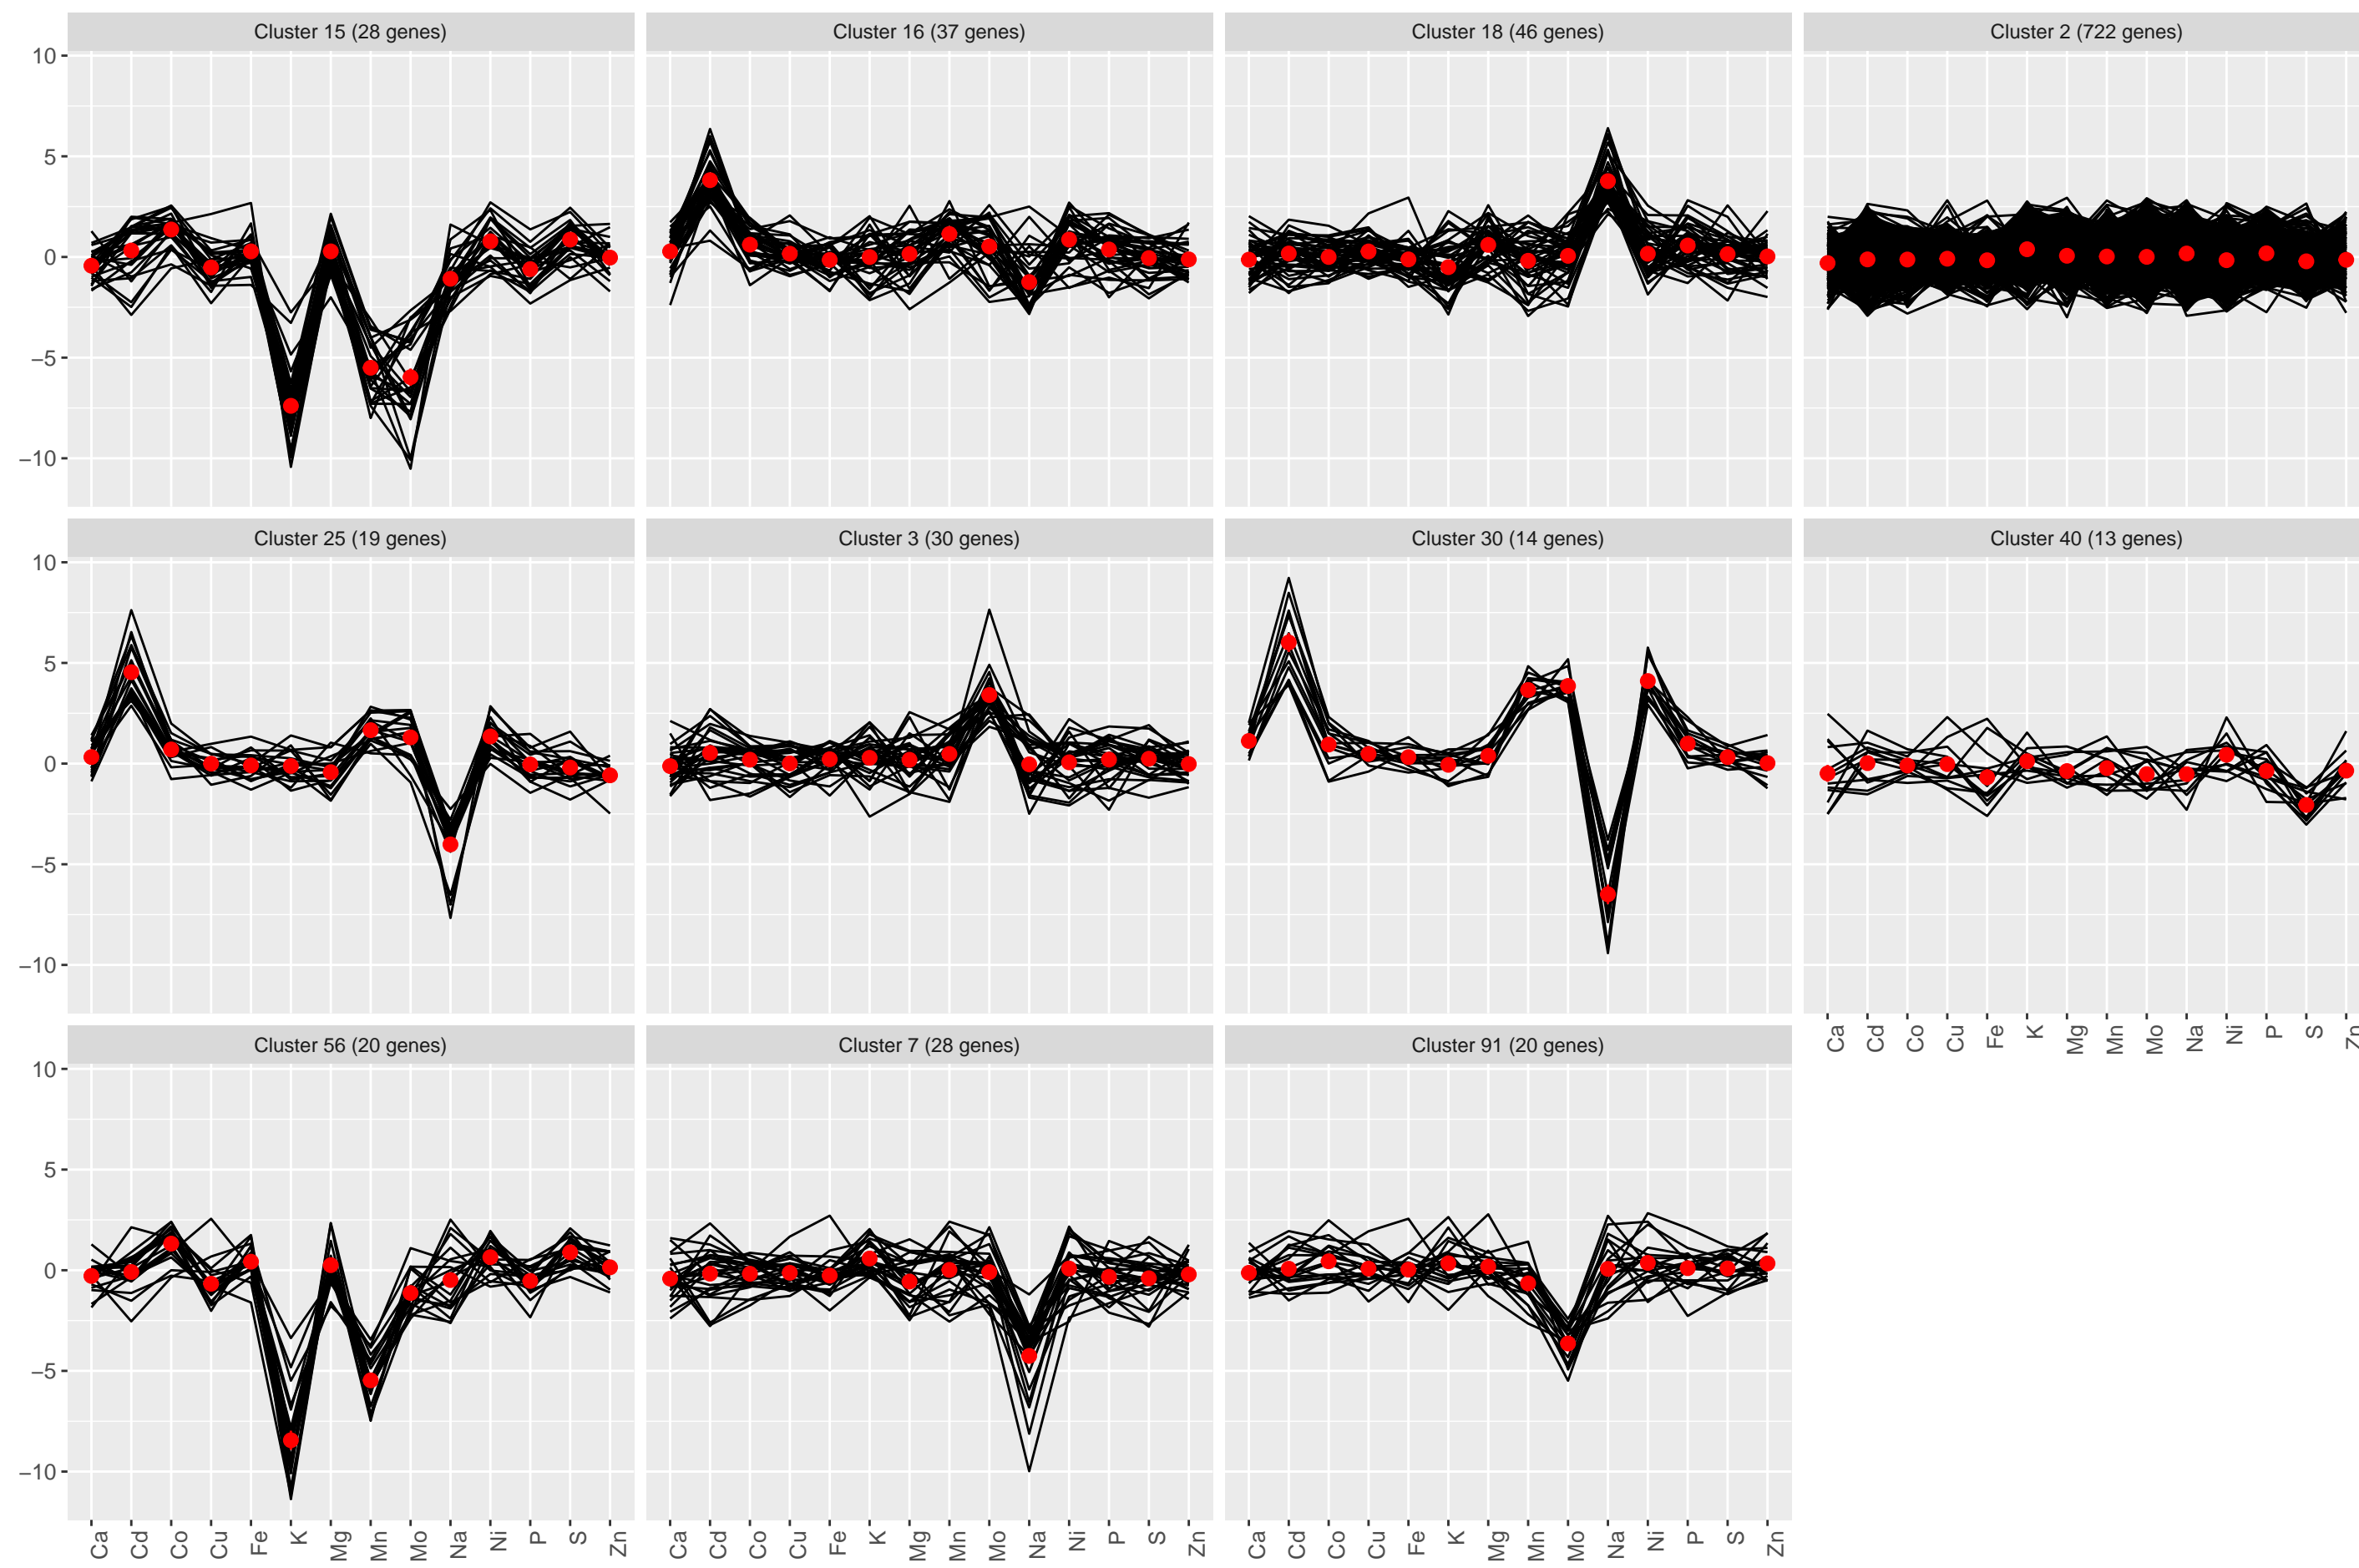 Cluster 15 (28 genes)
Cluster 16 (37 genes)
Cluster 18 (46 genes)
Cluster 2 (722 genes)
10
5
0
−5
−10
Cluster 25 (19 genes)
Cluster 3 (30 genes)
Cluster 30 (14 genes)
Cluster 40 (13 genes)
10
5
0
−5
−10
Ca
Cd
Co
Cu
Fe
K
Mg
Mn
Mo
Na
Ni
P
S
Zn
Cluster 56 (20 genes)
Cluster 7 (28 genes)
Cluster 91 (20 genes)
10
5
0
−5
−10
Ca
Cd
Co
Cu
Fe
K
Mg
Mn
Mo
Na
Ni
P
S
Zn
Ca
Cd
Co
Cu
Fe
K
Mg
Mn
Mo
Na
Ni
P
S
Zn
Ca
Cd
Co
Cu
Fe
K
Mg
Mn
Mo
Na
Ni
P
S
Zn